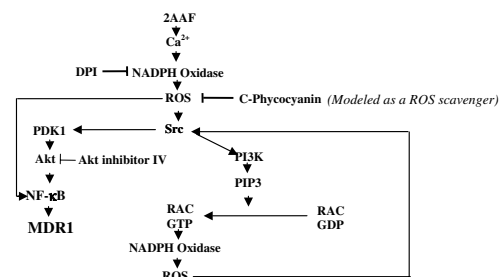 2AAF
Ca²⁺
DPI NADPH Oxidase
ROS C-Phycocyanin (Modeled as a ROS scavenger)
PDK1 Src
Akt Akt inhibitor IV PI3K
NF-κB PIP3
MDR1 RAC RAC
GTP GDP
NADPH Oxidase
ROS